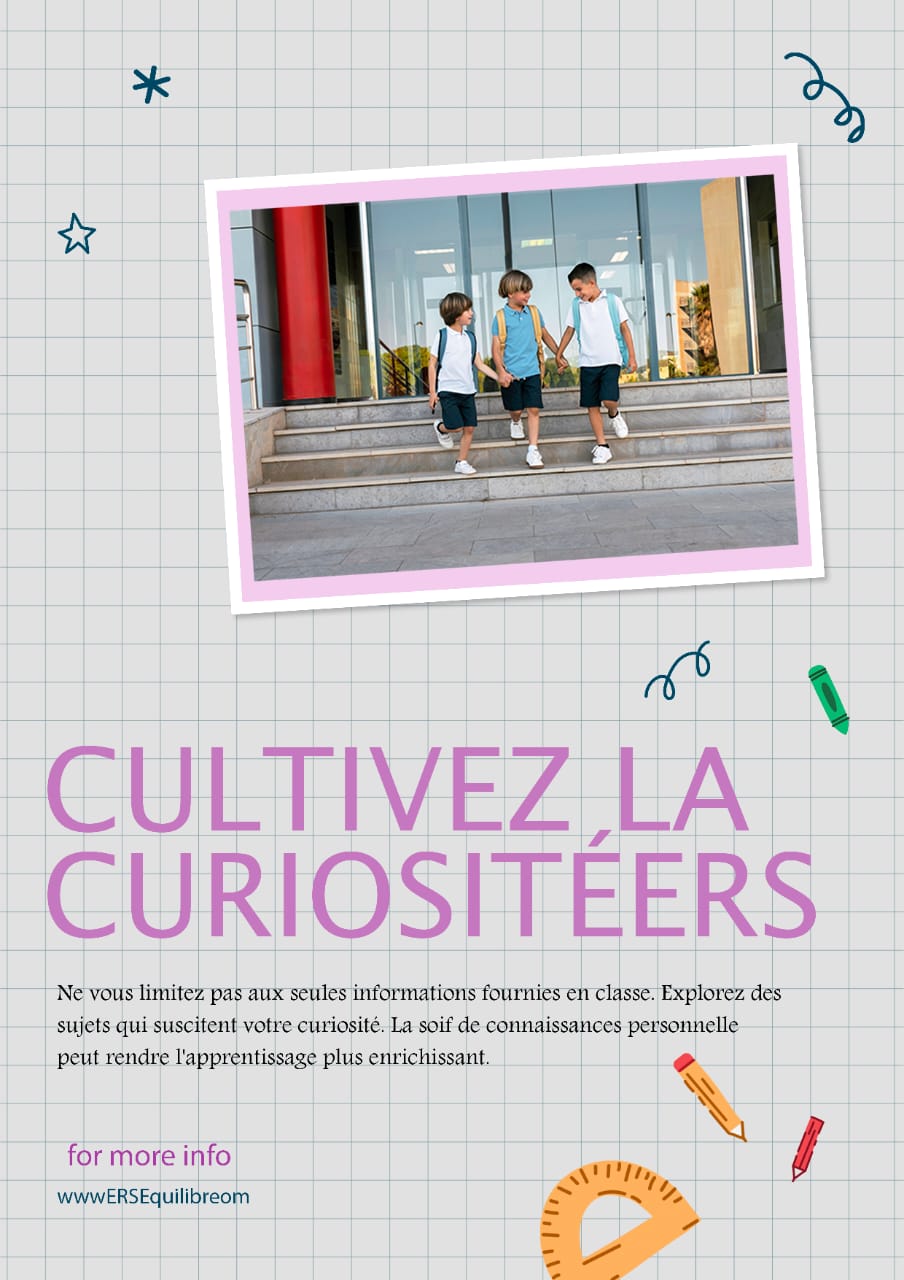 CULTIVEZ LA
CURIOSITÉERS
Ne vous limitez pas aux seules informations fournies en classe. Explorez des
sujets qui suscitent votre curiosité. La soif de connaissances personnelle
peut rendre l'apprentissage plus enrichissant.
for more info
wwwERSEquilibreom